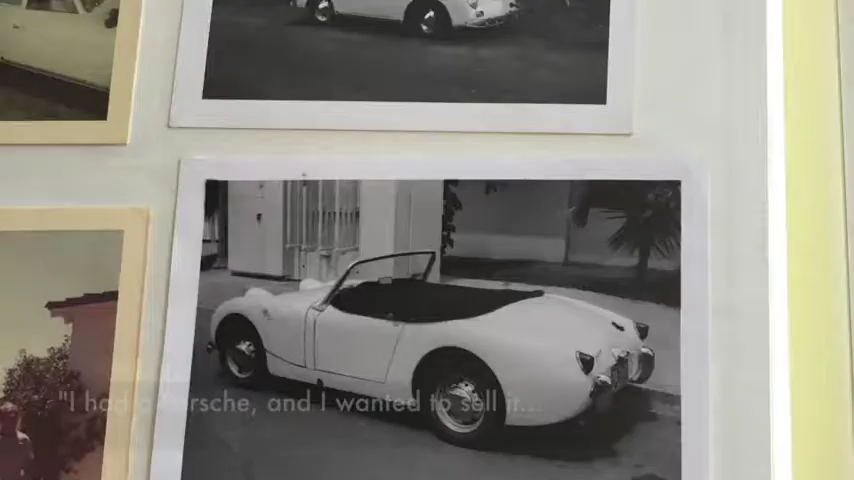 "I had a Porsche, and I wanted to sell it...